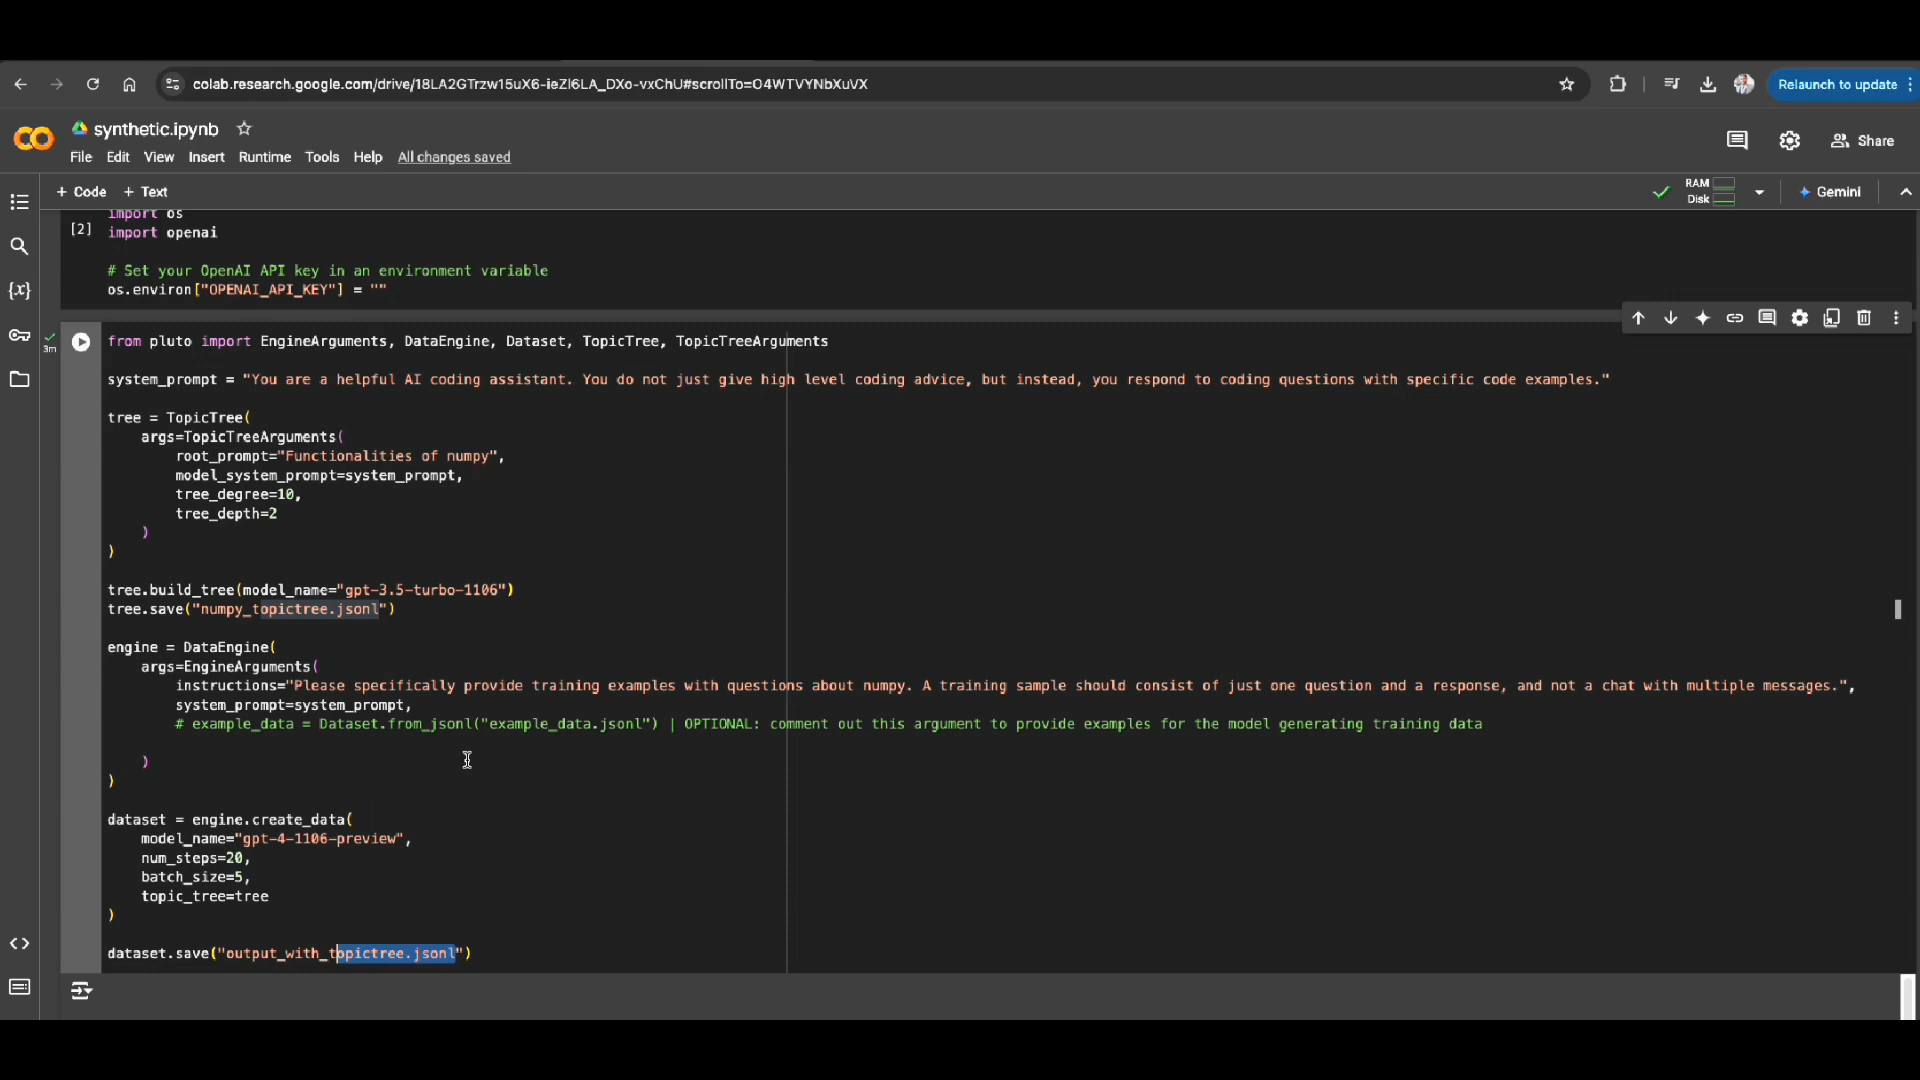 colab.research.google.com/drive/18LA2GTrzw15uX6-ieZl6LA_DXo-vxChU#scrollTo=O4WTVYNbXuVX
Relaunch to update
synthetic.ipynb
File Edit View Insert Runtime Tools Help All changes saved
Share
+ Code + Text
RAM
Disk
Gemini
import os
[2] import openai
# Set your OpenAI API key in an environment variable
os.environ["OPENAI_API_KEY"] = ""
3m
from pluto import EngineArguments, DataEngine, Dataset, TopicTree, TopicTreeArguments
system_prompt = "You are a helpful AI coding assistant. You do not just give high level coding advice, but instead, you respond to coding questions with specific code examples."
tree = TopicTree(
args=TopicTreeArguments(
root_prompt="Functionalities of numpy",
model_system_prompt=system_prompt,
tree_degree=10,
tree_depth=2
)
)
tree.build_tree(model_name="gpt-3.5-turbo-1106")
tree.save("numpy_topictree.jsonl")
engine = DataEngine(
args=EngineArguments(
instructions="Please specifically provide training examples with questions about numpy. A training sample should consist of just one question and a response, and not a chat with multiple messages.",
system_prompt=system_prompt,
# example_data = Dataset.from_jsonl("example_data.jsonl") | OPTIONAL: comment out this argument to provide examples for the model generating training data
)
)
dataset = engine.create_data(
model_name="gpt-4-1106-preview",
num_steps=20,
batch_size=5,
topic_tree=tree
)
dataset.save("output_with_topictree.jsonl")